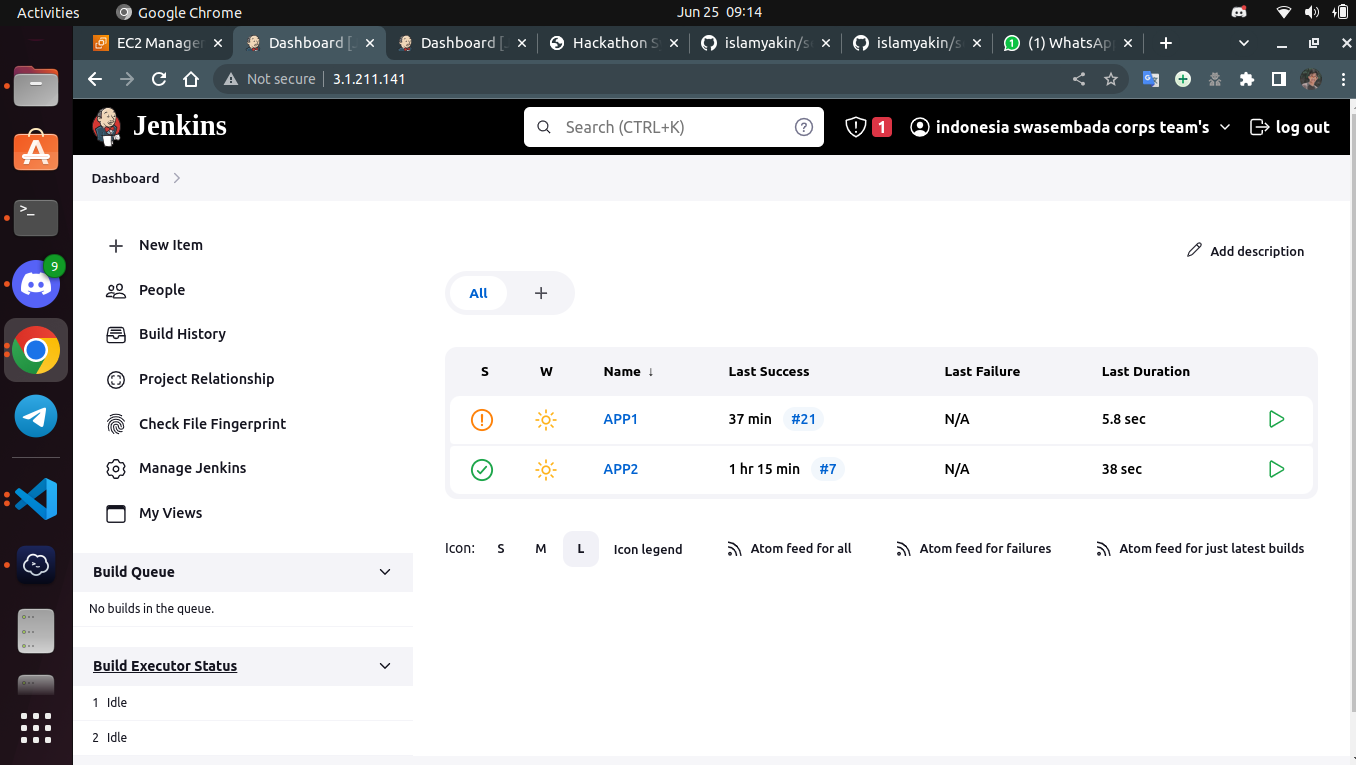 Activities Google Chrome Jun 25 09:14
EC2 Manager Dashboard [ Dashboard [ Hackathon S islamyakin/s islamyakin/s (1) WhatsApp
Not secure 3.1.211.141
Jenkins Search (CTRL+K) ? 1 indonesia swasembada corps team's log out
Dashboard
New Item
People
Build History
Project Relationship
Check File Fingerprint
Manage Jenkins
My Views
Build Queue
No builds in the queue.
Build Executor Status
1 Idle
2 Idle
Add description
All +
S W Name ↓ Last Success Last Failure Last Duration
APP1 37 min #21 N/A 5.8 sec
APP2 1 hr 15 min #7 N/A 38 sec
Icon: S M L Icon legend Atom feed for all Atom feed for failures Atom feed for just latest builds
9